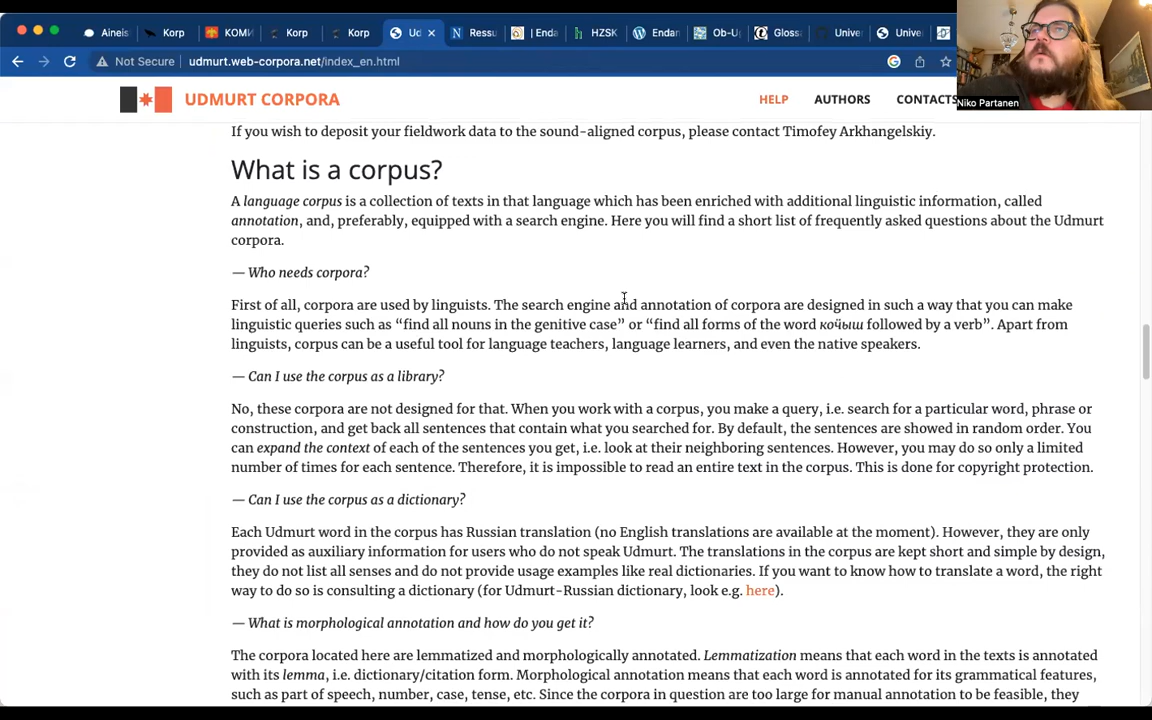 Aineis
Korp
КОМИ
Korp
Korp
Ud
Ressu
| Enda
HZSK
Endan
Ob-U
Gloss
Univer
Unive
Not Secure
udmurt.web-corpora.net/index_en.html
UDMURT CORPORA
HELP
AUTHORS
CONTACTS
Niko Partanen
If you wish to deposit your fieldwork data to the sound-aligned corpus, please contact Timofey Arkhangelskiy.
What is a corpus?
A language corpus is a collection of texts in that language which has been enriched with additional linguistic information, called
annotation, and, preferably, equipped with a search engine. Here you will find a short list of frequently asked questions about the Udmurt
corpora.
— Who needs corpora?
First of all, corpora are used by linguists. The search engine and annotation of corpora are designed in such a way that you can make
linguistic queries such as “find all nouns in the genitive case” or “find all forms of the word кочыш followed by a verb”. Apart from
linguists, corpus can be a useful tool for language teachers, language learners, and even the native speakers.
— Can I use the corpus as a library?
No, these corpora are not designed for that. When you work with a corpus, you make a query, i.e. search for a particular word, phrase or
construction, and get back all sentences that contain what you searched for. By default, the sentences are showed in random order. You
can expand the context of each of the sentences you get, i.e. look at their neighboring sentences. However, you may do so only a limited
number of times for each sentence. Therefore, it is impossible to read an entire text in the corpus. This is done for copyright protection.
— Can I use the corpus as a dictionary?
Each Udmurt word in the corpus has Russian translation (no English translations are available at the moment). However, they are only
provided as auxiliary information for users who do not speak Udmurt. The translations in the corpus are kept short and simple by design,
they do not list all senses and do not provide usage examples like real dictionaries. If you want to know how to translate a word, the right
way to do so is consulting a dictionary (for Udmurt-Russian dictionary, look e.g. here).
— What is morphological annotation and how do you get it?
The corpora located here are lemmatized and morphologically annotated. Lemmatization means that each word in the texts is annotated
with its lemma, i.e. dictionary/citation form. Morphological annotation means that each word is annotated for its grammatical features,
such as part of speech, number, case, tense, etc. Since the corpora in question are too large for manual annotation to be feasible, they